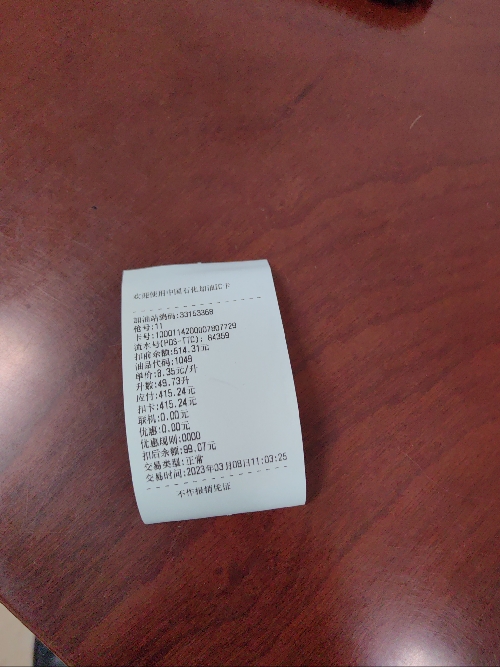 欢迎使用中国石化加油IC卡
加油站编码:33153369
枪号:11
卡号:1000114200007907729
流水号(POS-TTC): 64359
扣前余额:514.31元
油品代码:1049
单价:8.35元/升
升数:49.73升
应付:415.24元
扣卡:415.24元
联机:0.00元
优惠:0.00元
优惠规则:0000
扣后余额:99.07元
交易类型:正常
交易时间:2023年03月08日11:03:25
不作报销凭证